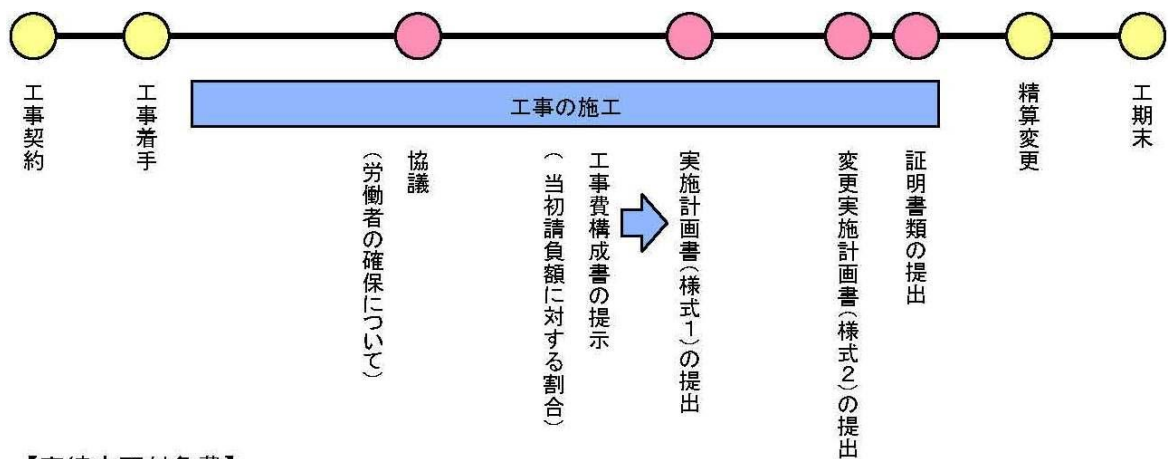 工事契約
工事着手
工事の施工
協議
(労働者の確保について)
工事費構成書の提示
(当初請負額に対する割合)
実施計画書(様式1)の提出
変更実施計画書(様式2)の提出
証明書類の提出
精算変更
工期末